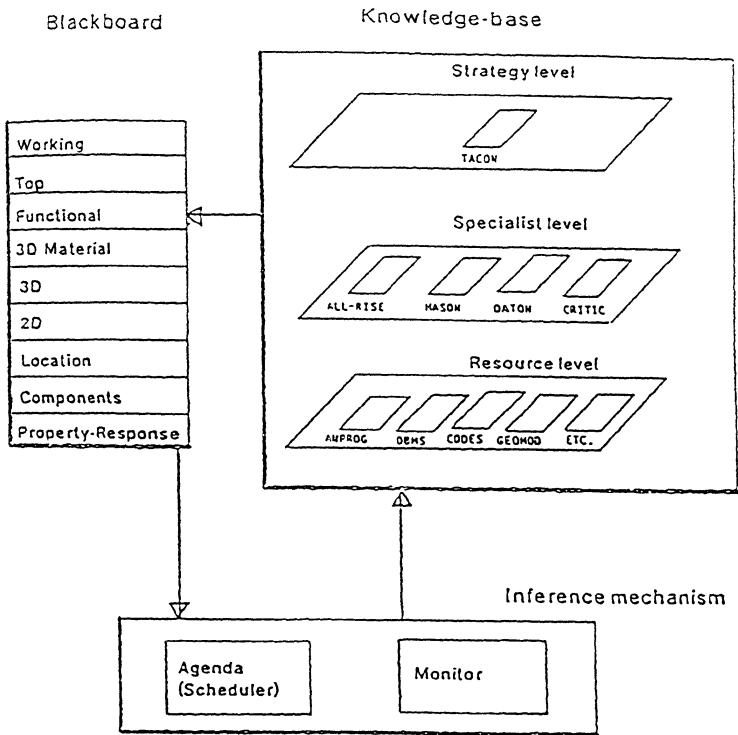 Blackboard
Knowledge-base
Working
Top
Functional
3D Material
3D
2D
Location
Components
Property-Response
Strategy level
TACON
Specialist level
ALL-RISE MASON DATON CRITIC
Resource level
ANPROG DBMS CODES GEOMOD ETC.
Inference mechanism
Agenda
(Scheduler)
Monitor